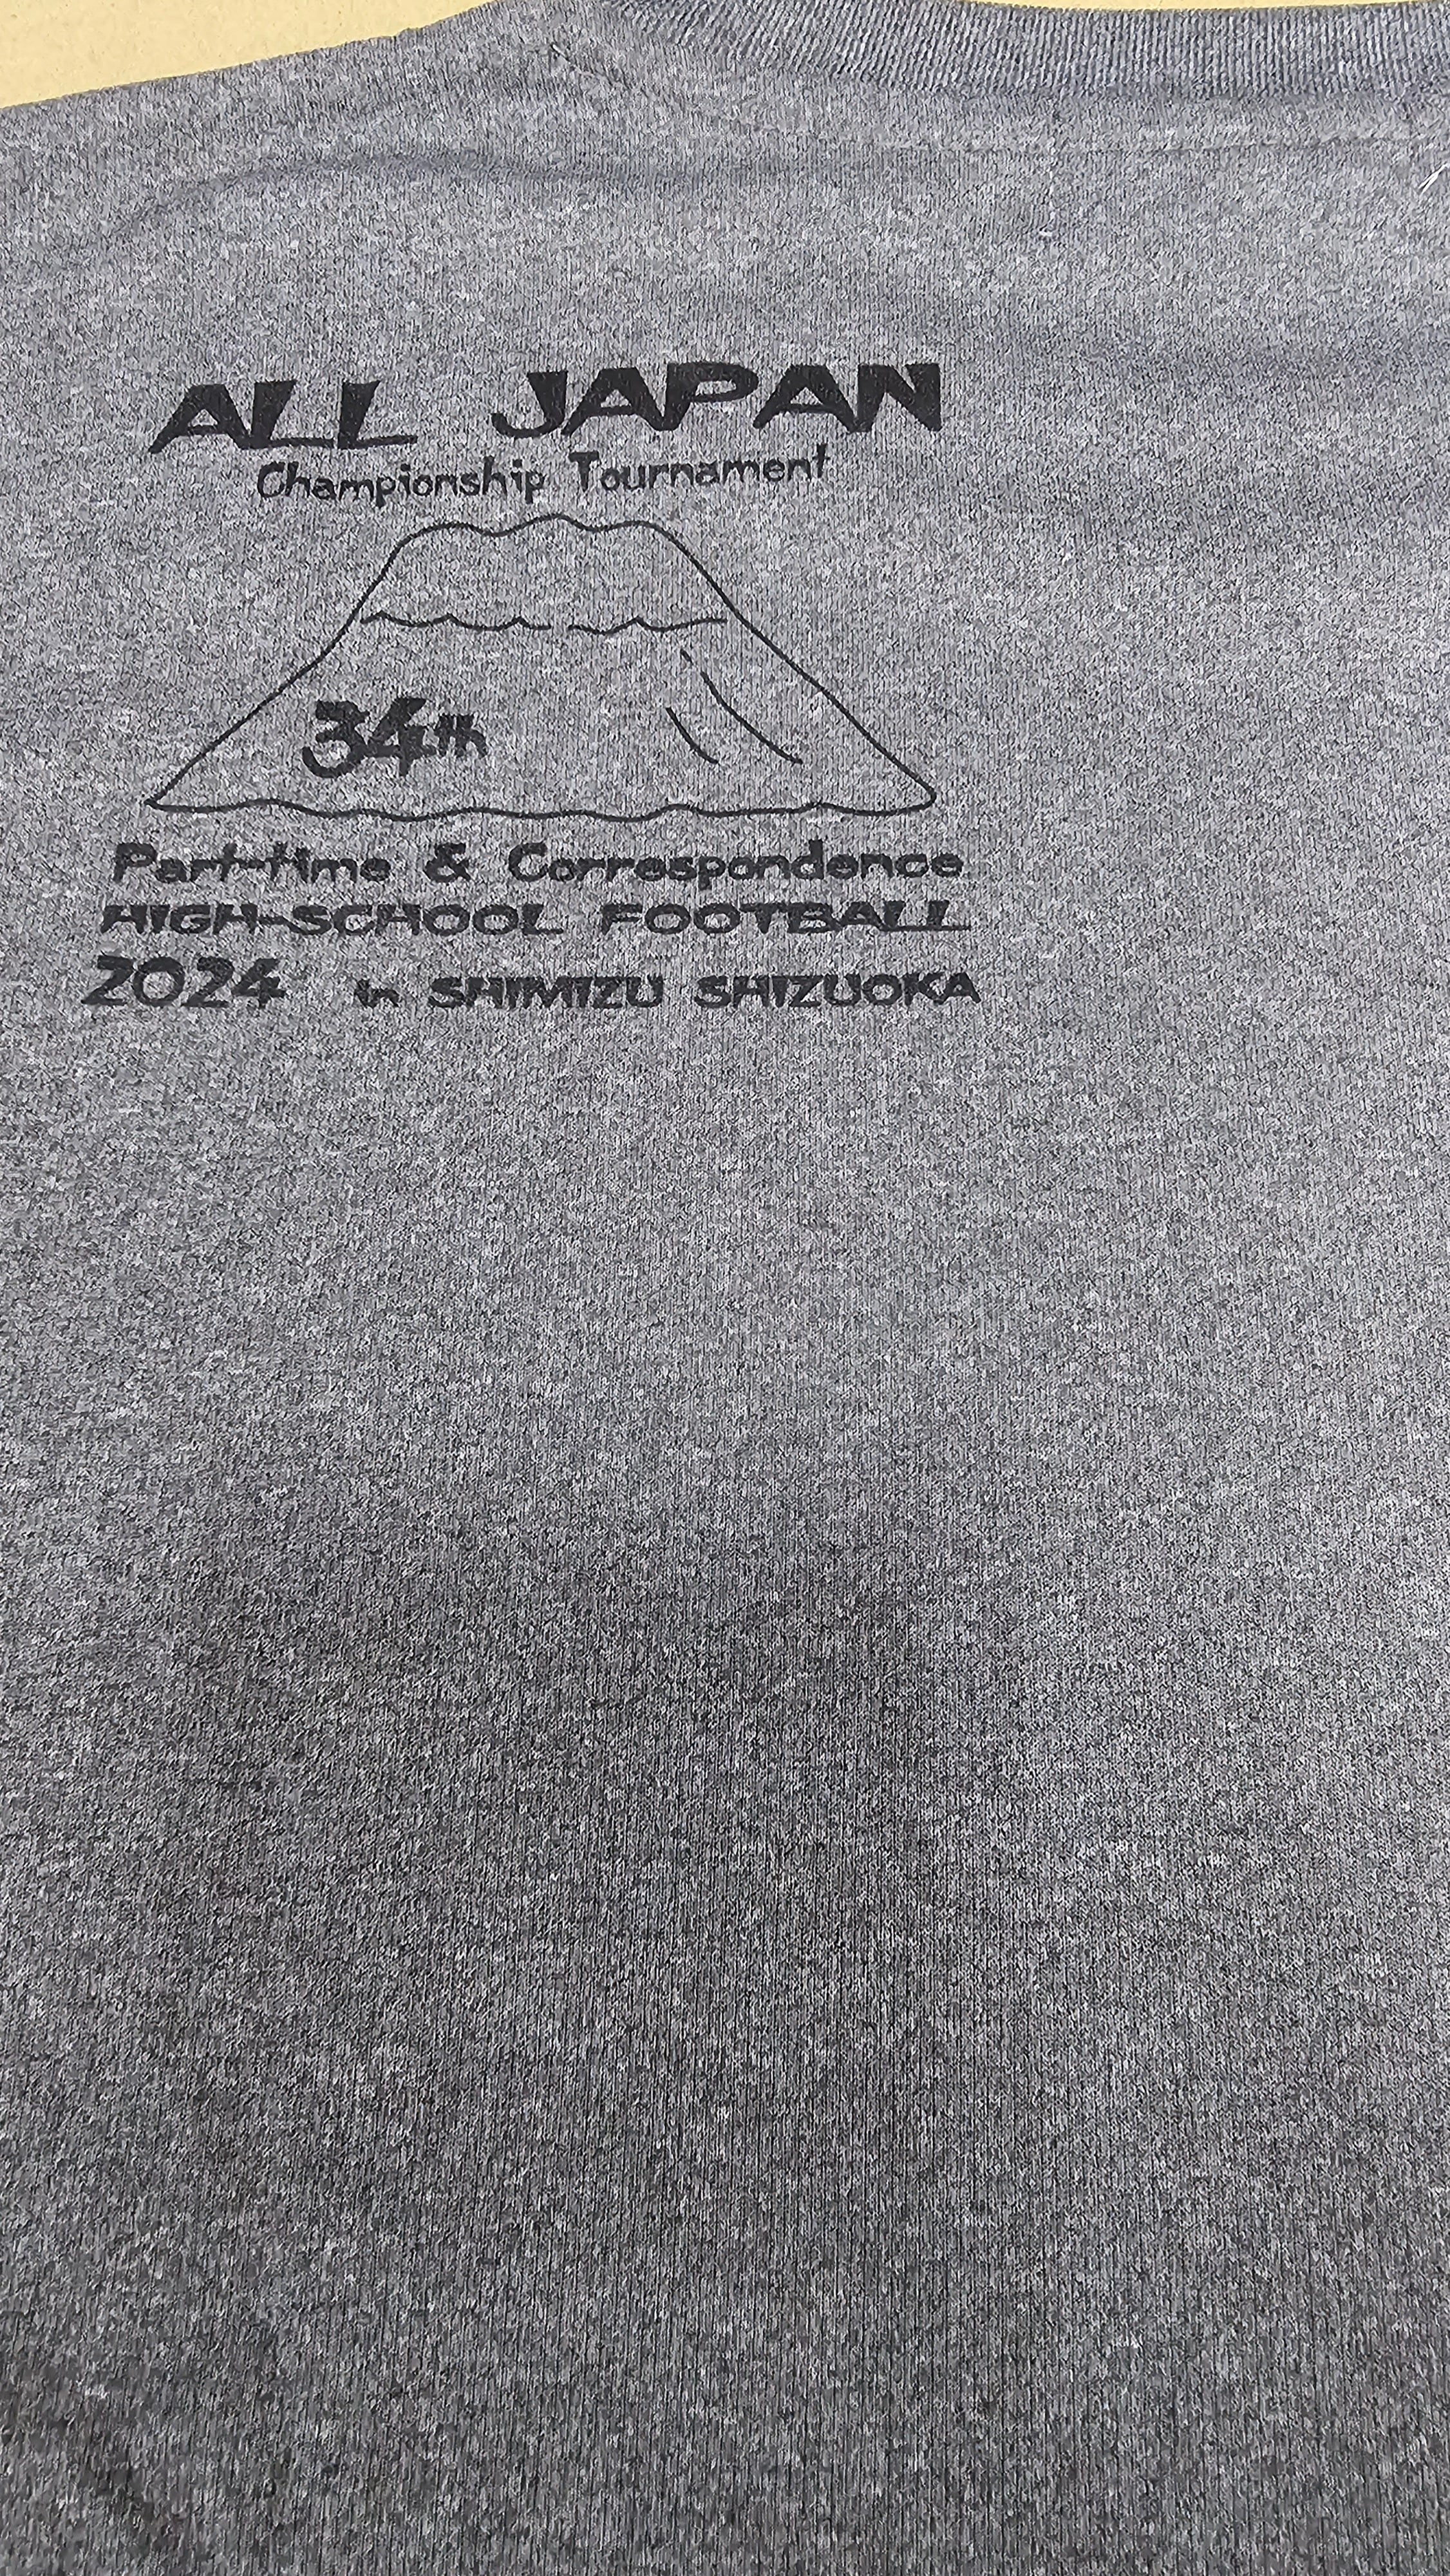 ALL JAPAN
Championship Tournament
34th
Part-time & Correspondence
HIGH-SCHOOL FOOTBALL
2024 in SHIMIZU SHIZUOKA